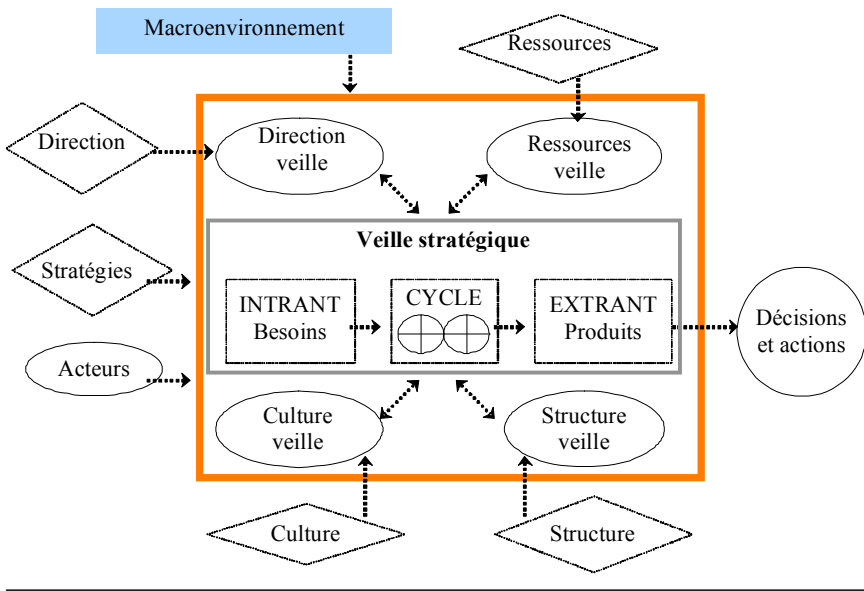 Macroenvironnement
Ressources
Direction
Direction
veille
Ressources
veille
Veille stratégique
Stratégies
INTRANT
Besoins
CYCLE
EXTRANT
Produits
Décisions
et actions
Acteurs
Culture
veille
Structure
veille
Culture
Structure